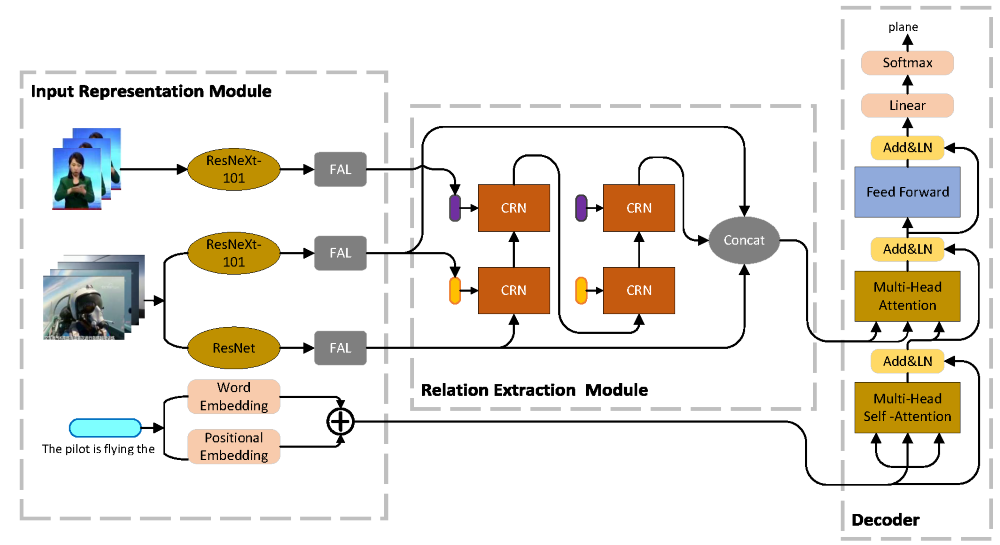 Input Representation Module
ResNeXt-
101
FAL
ResNeXt-
101
FAL
ResNet
FAL
Word
Embedding
Positional
Embedding
The pilot is flying the
CRN
CRN
CRN
CRN
Concat
Relation Extraction Module
plane
Softmax
Linear
Add&LN
Feed Forward
Add&LN
Multi-Head
Attention
Add&LN
Multi-Head
Self -Attention
Decoder